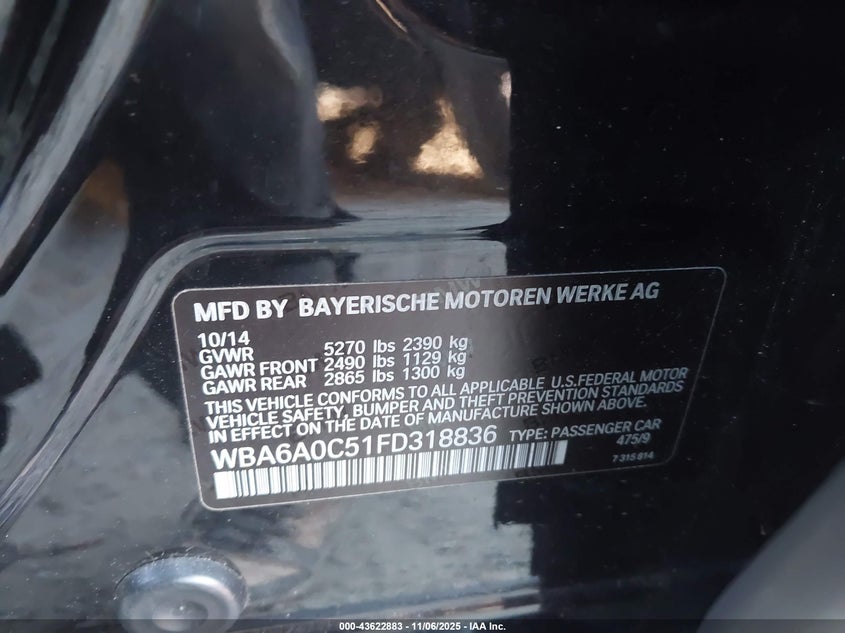 MFD BY BAYERISCHE MOTOREN WERKE AG
10/14
GVWR 5270 lbs 2390 kg
GAWR FRONT 2490 lbs 1129 kg
GAWR REAR 2865 lbs 1300 kg
THIS VEHICLE CONFORMS TO ALL APPLICABLE U.S.FEDERAL MOTOR
VEHICLE SAFETY, BUMPER AND THEFT PREVENTION STANDARDS
IN EFFECT ON THE DATE OF MANUFACTURE SHOWN ABOVE.
WBA6A0C51FD318836 TYPE: PASSENGER CAR
475/9
7 315 814
000-43622883 - 11/06/2025 - IAA Inc.